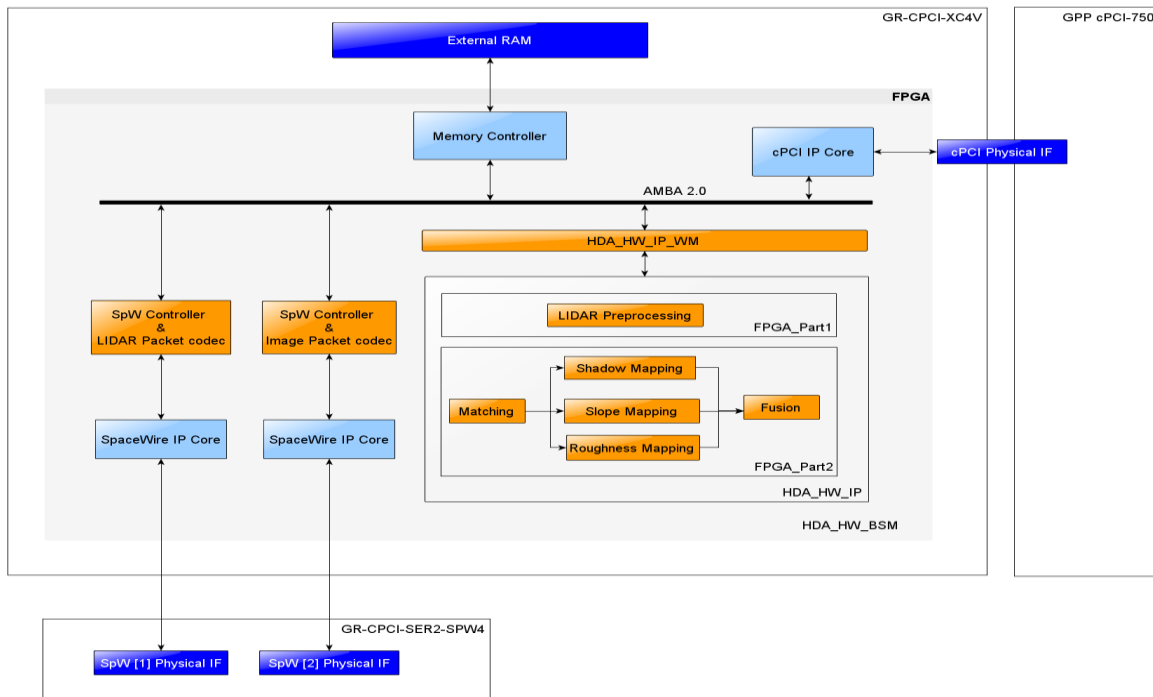 GR-CPCI-XC4V
GPP cPCI-750
External RAM
FPGA
Memory Controller
cPCI IP Core
cPCI Physical IF
AMBA 2.0
HDA_HW_IP_WM
SpW Controller
&
LIDAR Packet codec
SpW Controller
&
Image Packet codec
LIDAR Preprocessing
FPGA_Part1
Shadow Mapping
Matching
Slope Mapping
Fusion
Roughness Mapping
FPGA_Part2
SpaceWire IP Core
SpaceWire IP Core
HDA_HW_IP
HDA_HW_BSM
GR-CPCI-SER2-SPW4
SpW [1] Physical IF
SpW [2] Physical IF